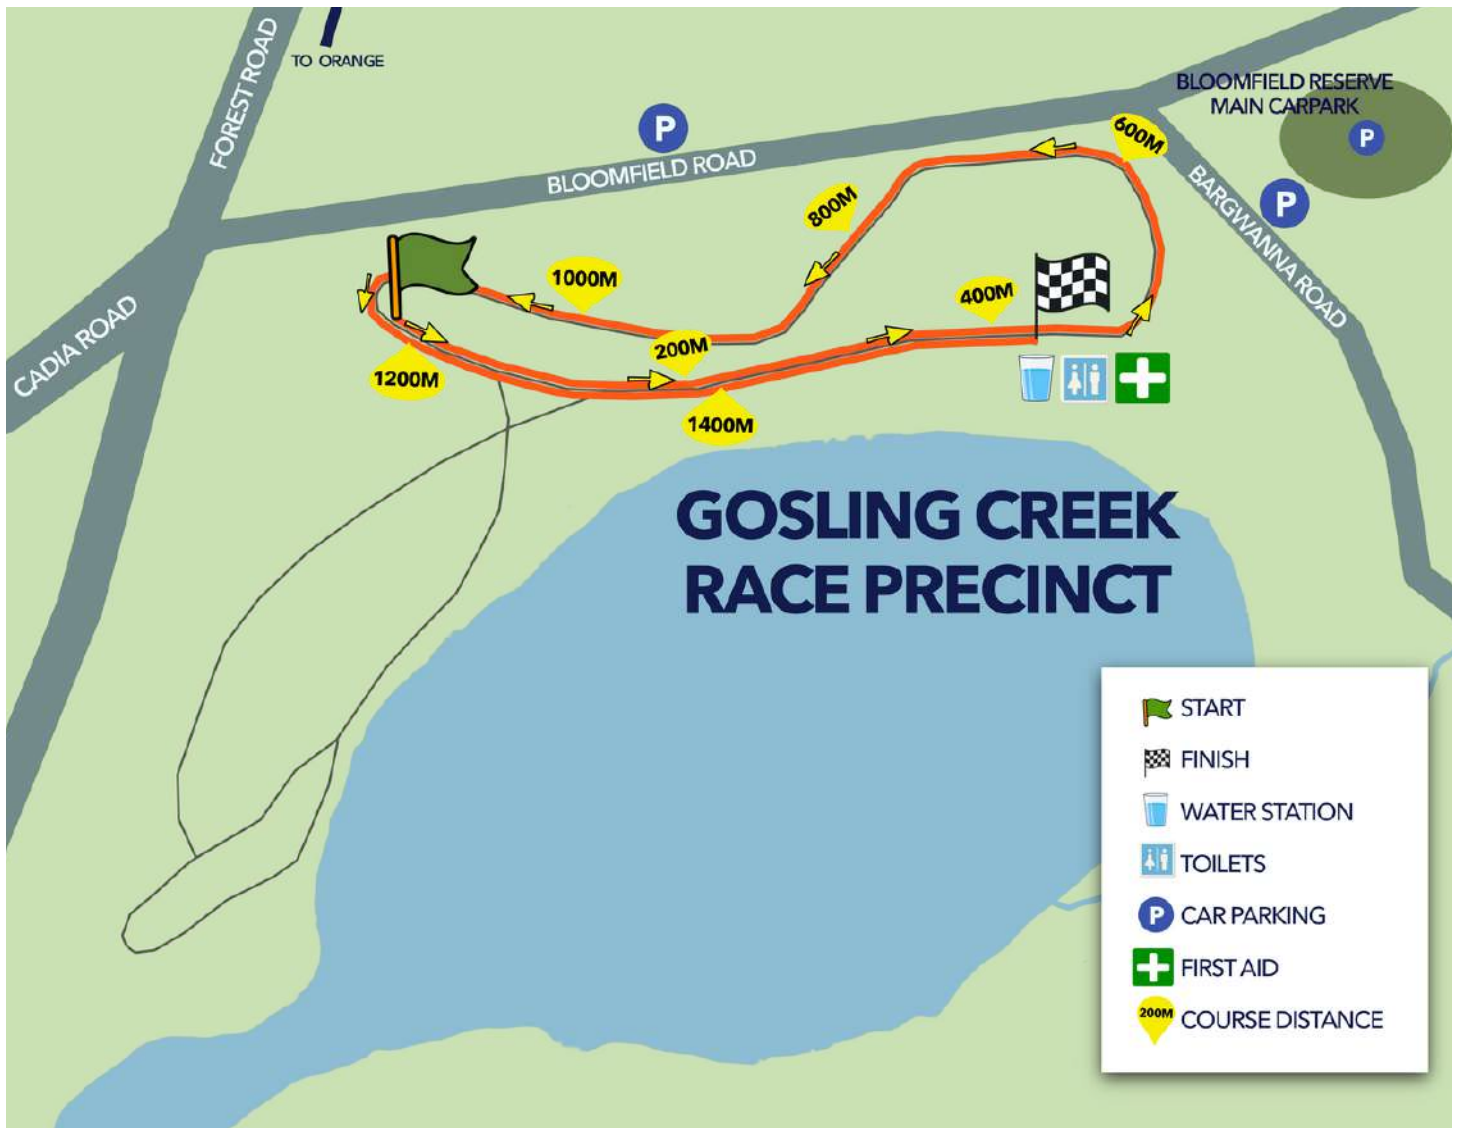 TO ORANGE
FOREST ROAD
BLOOMFIELD RESERVE
MAIN CARPARK
P
P
600M
BLOOMFIELD ROAD
P
BARGWANNA ROAD
800M
1000M
400M
CADIA ROAD
200M
1200M
1400M
GOSLING CREEK
RACE PRECINCT
START
FINISH
WATER STATION
TOILETS
P CAR PARKING
FIRST AID
200M COURSE DISTANCE